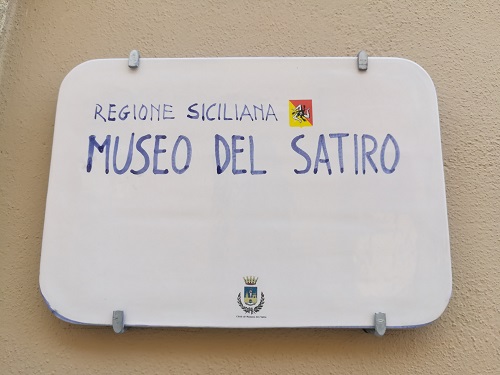 REGIONE SICILIANA
MUSEO DEL SATIRO